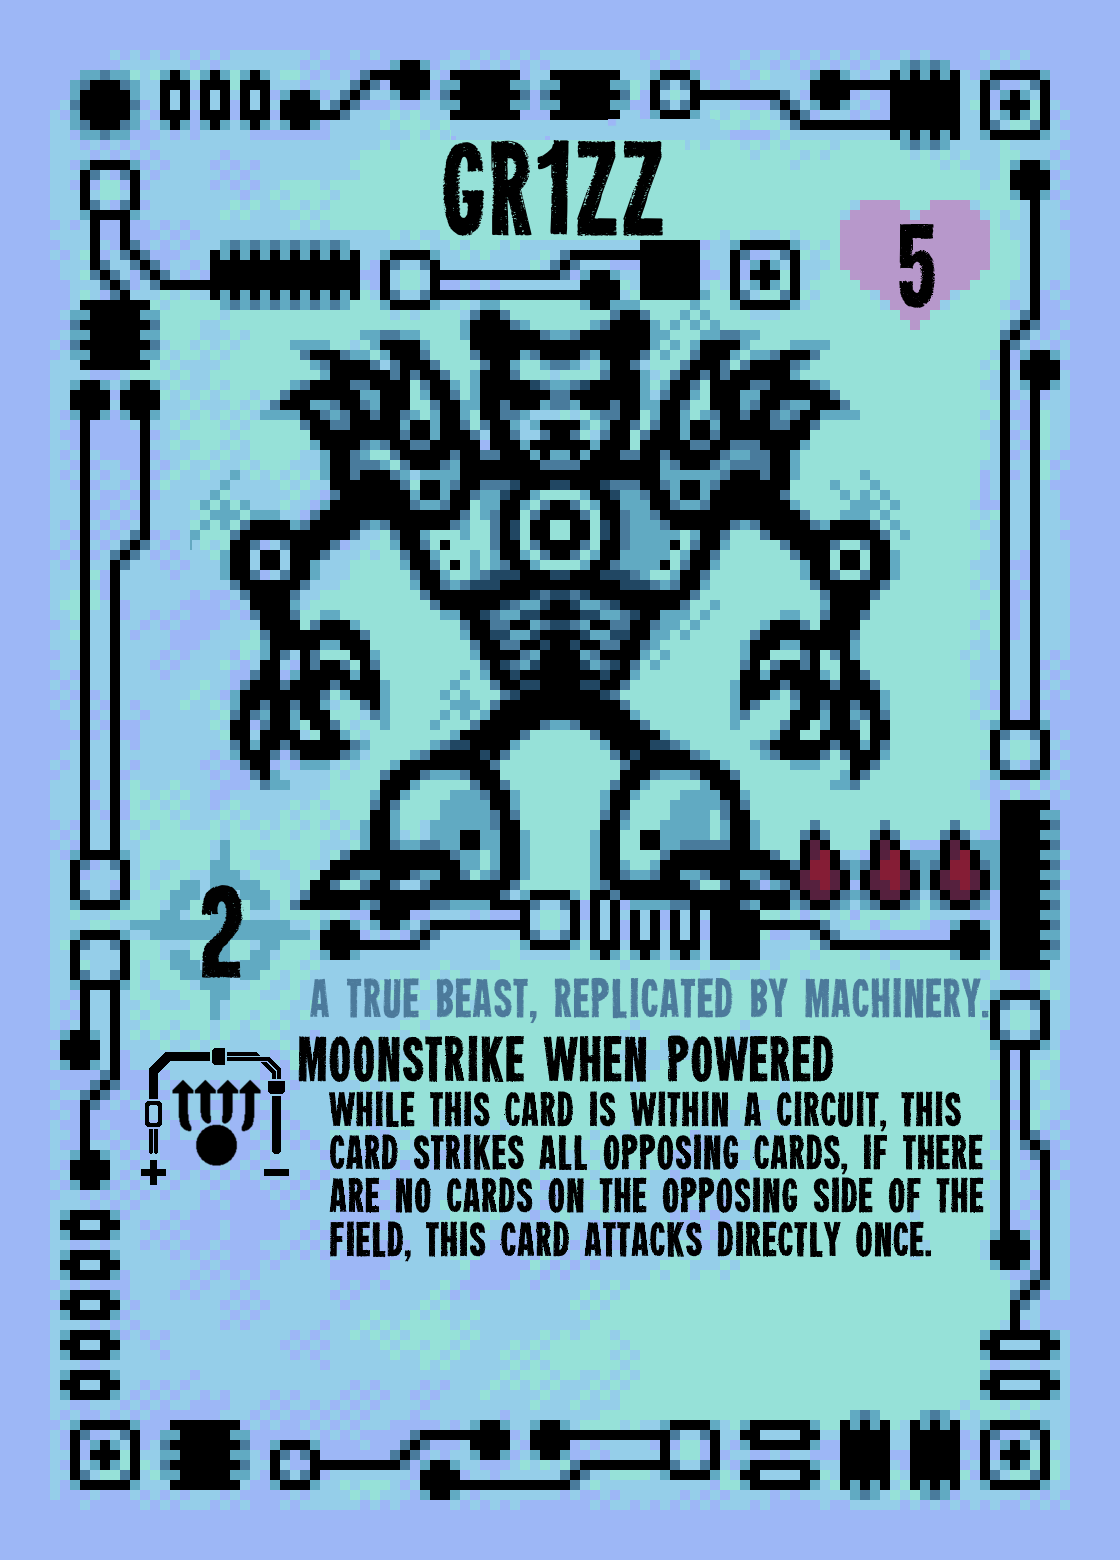 GR1ZZ
5
2
A TRUE BEAST, REPLICATED BY MACHINERY.
MOONSTRIKE WHEN POWERED
WHILE THIS CARD IS WITHIN A CIRCUIT, THIS
CARD STRIKES ALL OPPOSING CARDS, IF THERE
ARE NO CARDS ON THE OPPOSING SIDE OF THE
FIELD, THIS CARD ATTACKS DIRECTLY ONCE.